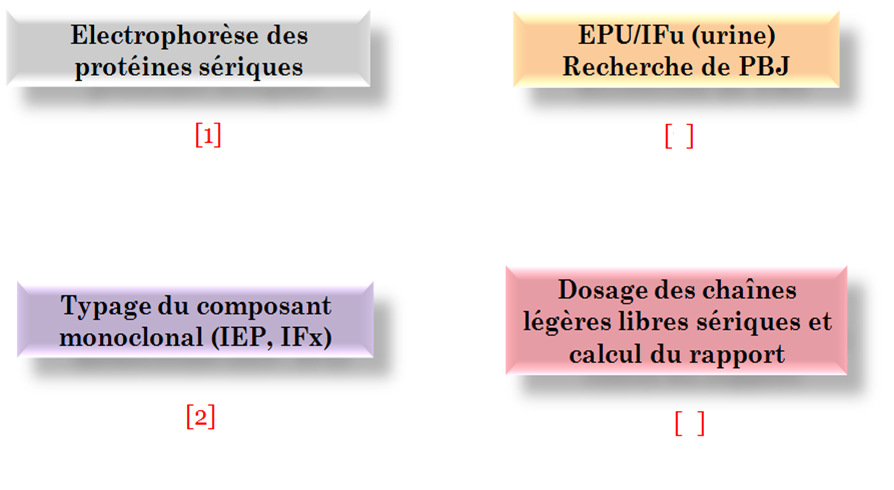 Electrophorèse des
protéines sériques
[1]
EPU/IFu (urine)
Recherche de PBJ
[ ]
Typage du composant
monoclonal (IEP, IFx)
[2]
Dosage des chaînes
légères libres sériques et
calcul du rapport
[ ]